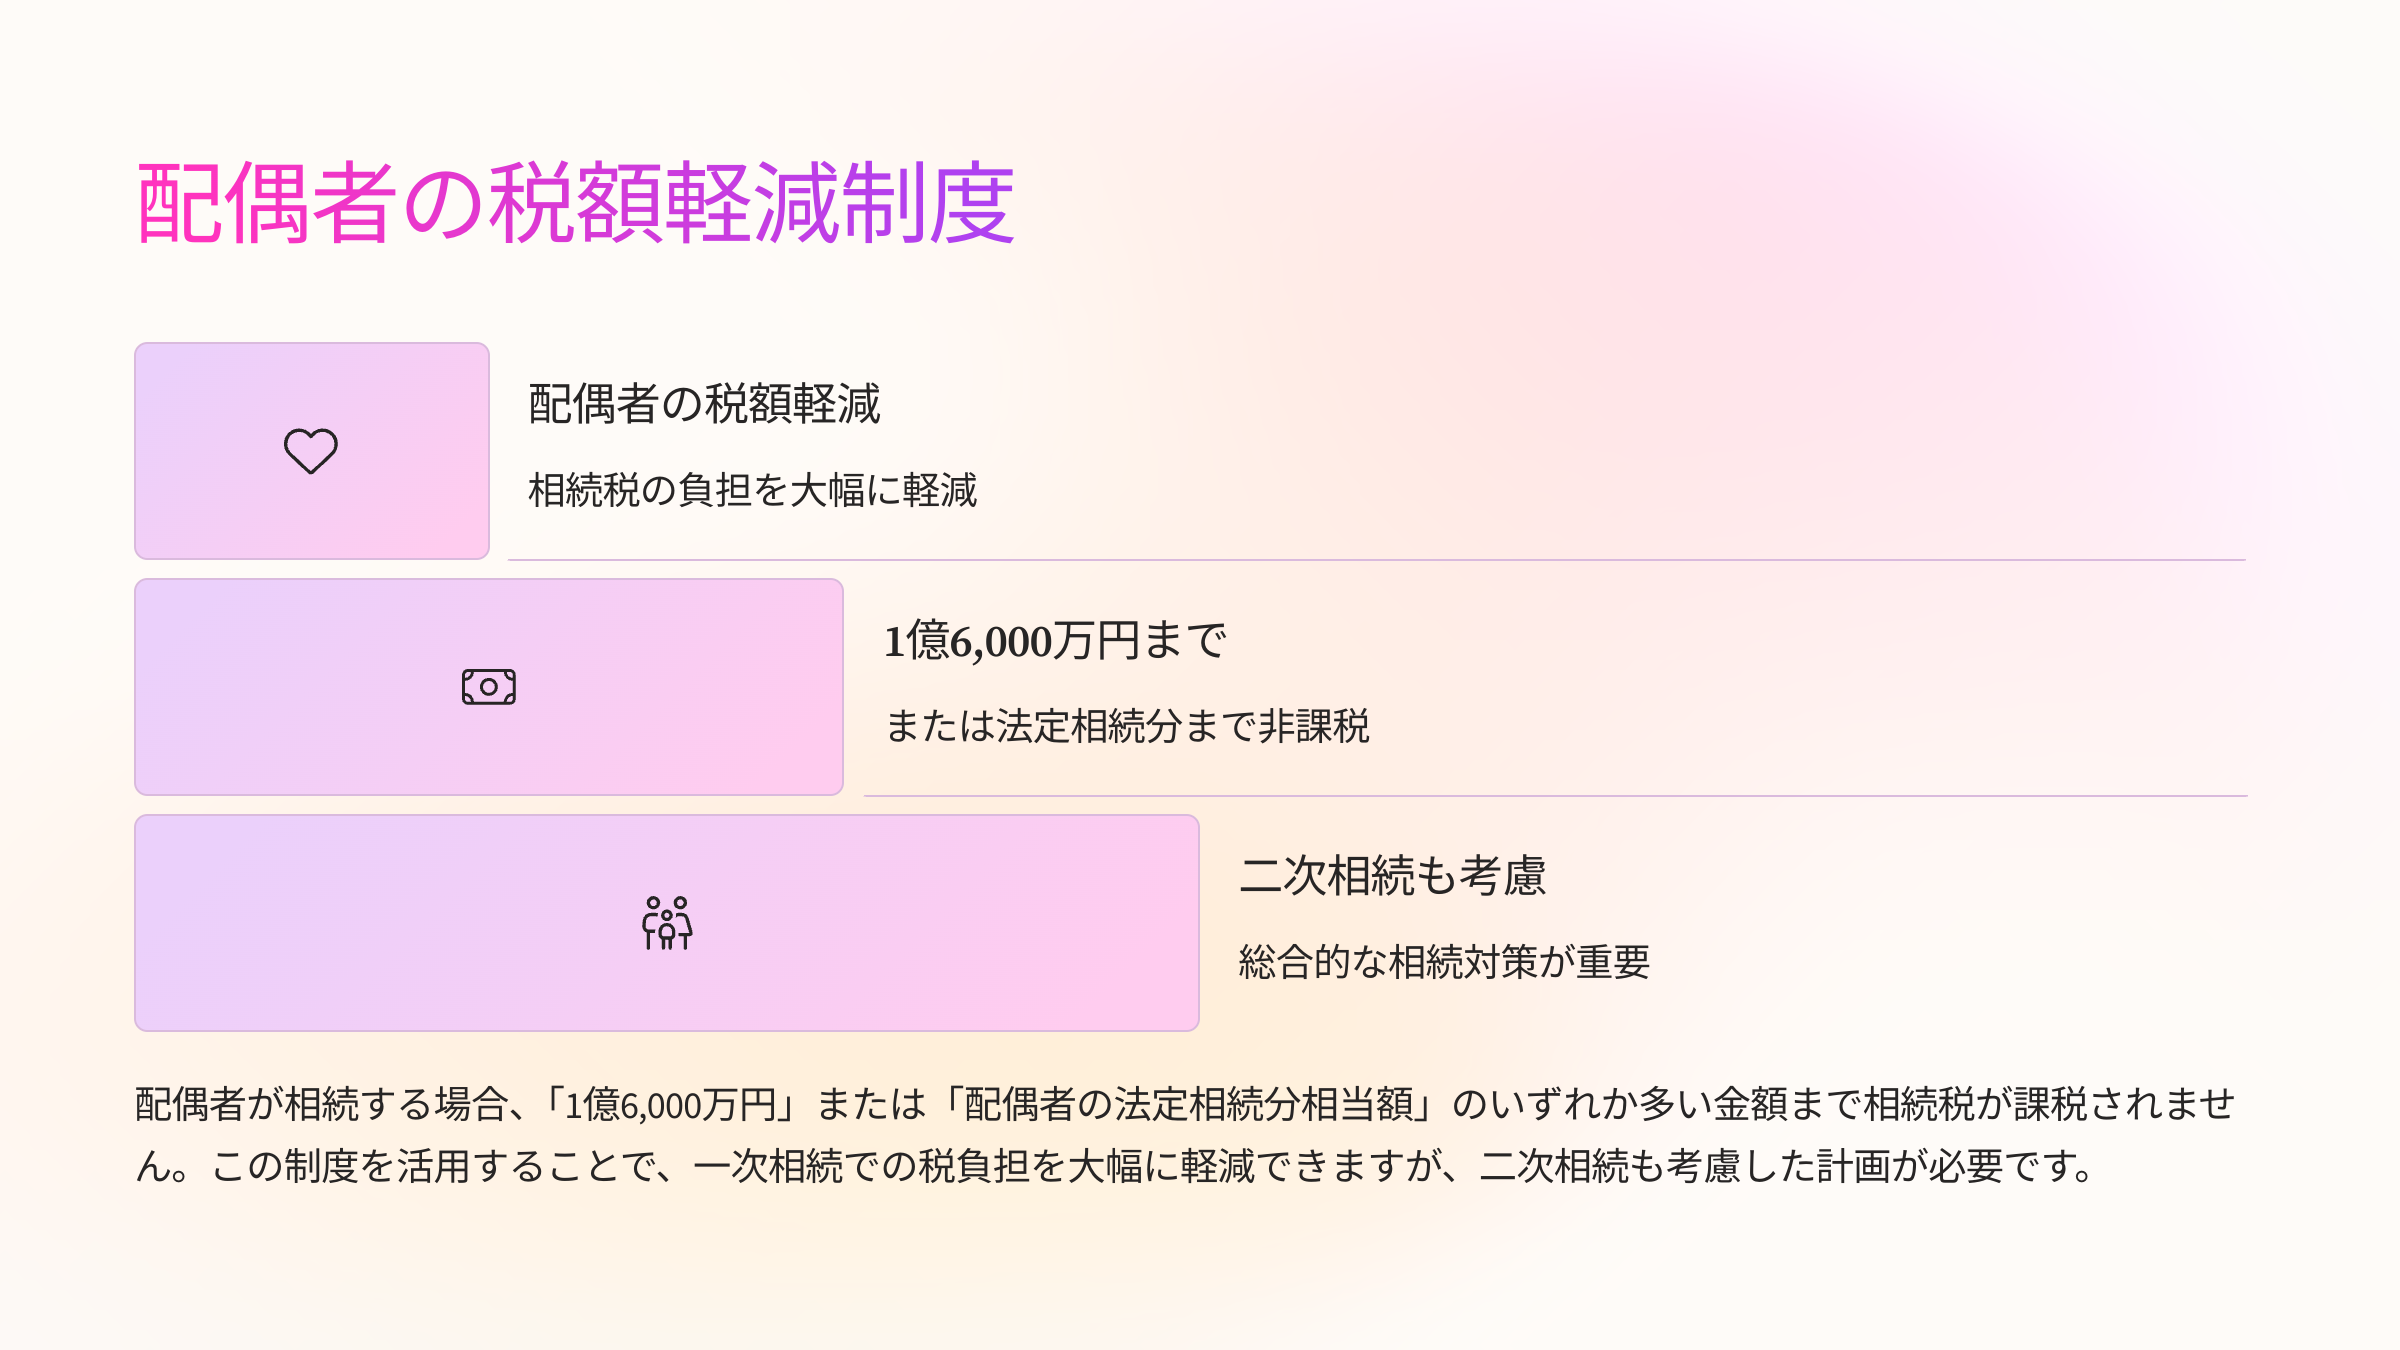 配偶者の税額軽減制度
配偶者の税額軽減
相続税の負担を大幅に軽減
1億6,000万円まで
または法定相続分まで非課税
二次相続も考慮
総合的な相続対策が重要
配偶者が相続する場合、「1億6,000万円」または「配偶者の法定相続分相当額」のいずれか多い金額まで相続税が課税されませ
ん。この制度を活用することで、一次相続での税負担を大幅に軽減できますが、二次相続も考慮した計画が必要です。